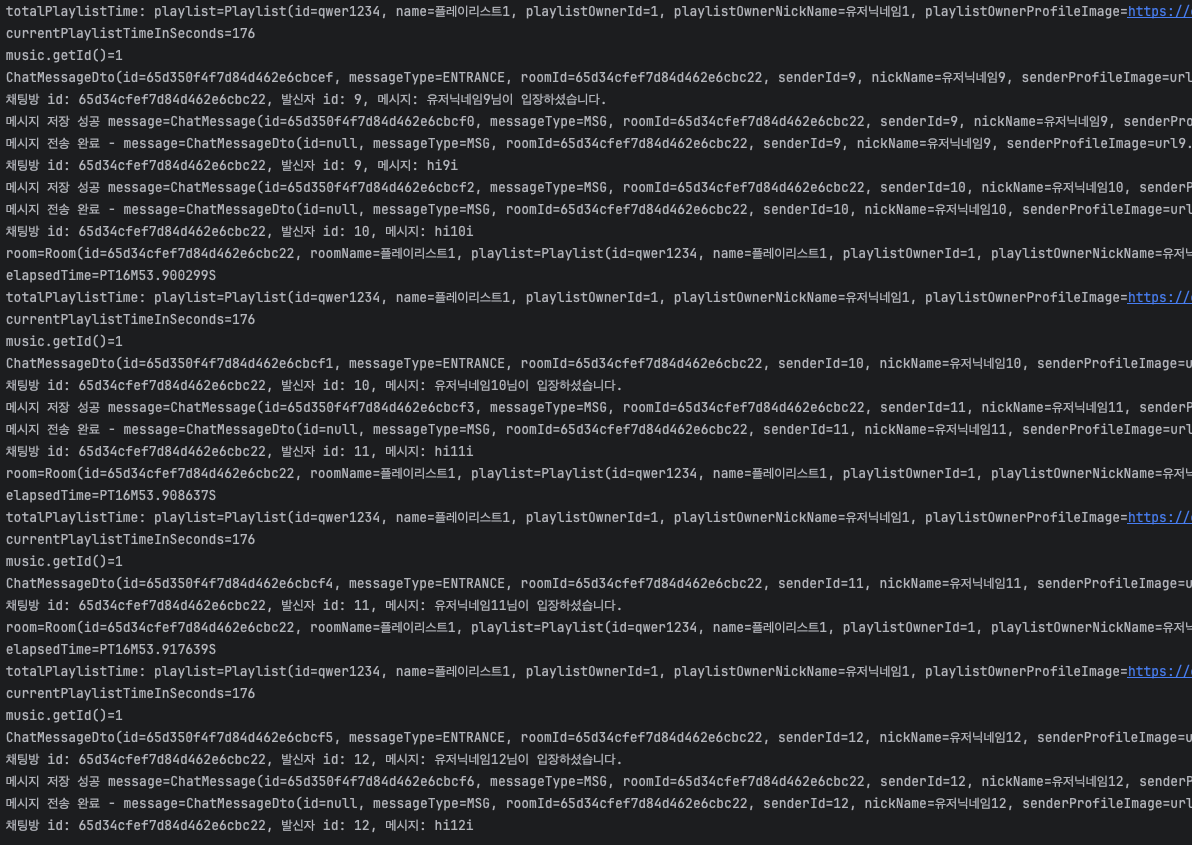 totalPlaylistTime: playlist=Playlist(id=qwer1234, name=플레이리스트1, playlistOwnerId=1, playlistOwnerNickName=유저닉네임1, playlistOwnerProfileImage=https://
currentPlaylistTimeInSeconds=176
music.getId()=1
ChatMessageDto(id=65d350f4f7d84d462e6cbcef, messageType=ENTRANCE, roomId=65d34cfef7d84d462e6cbc22, senderId=9, nickName=유저닉네임9, senderProfileImage=url
채팅방 id: 65d34cfef7d84d462e6cbc22, 발신자 id: 9, 메시지: 유저닉네임9님이 입장하셨습니다.
메시지 저장 성공 message=ChatMessage(id=65d350f4f7d84d462e6cbcf0, messageType=MSG, roomId=65d34cfef7d84d462e6cbc22, senderId=9, nickName=유저닉네임9, senderPro
메시지 전송 완료 - message=ChatMessageDto(id=null, messageType=MSG, roomId=65d34cfef7d84d462e6cbc22, senderId=9, nickName=유저닉네임9, senderProfileImage=url9.
채팅방 id: 65d34cfef7d84d462e6cbc22, 발신자 id: 9, 메시지: hi9i
메시지 저장 성공 message=ChatMessage(id=65d350f4f7d84d462e6cbcf2, messageType=MSG, roomId=65d34cfef7d84d462e6cbc22, senderId=10, nickName=유저닉네임10, senderP
메시지 전송 완료 - message=ChatMessageDto(id=null, messageType=MSG, roomId=65d34cfef7d84d462e6cbc22, senderId=10, nickName=유저닉네임10, senderProfileImage=url
채팅방 id: 65d34cfef7d84d462e6cbc22, 발신자 id: 10, 메시지: hi10i
room=Room(id=65d34cfef7d84d462e6cbc22, roomName=플레이리스트1, playlist=Playlist(id=qwer1234, name=플레이리스트1, playlistOwnerId=1, playlistOwnerNickName=유저닉
elapsedTime=PT16M53.900299S
totalPlaylistTime: playlist=Playlist(id=qwer1234, name=플레이리스트1, playlistOwnerId=1, playlistOwnerNickName=유저닉네임1, playlistOwnerProfileImage=https://
currentPlaylistTimeInSeconds=176
music.getId()=1
ChatMessageDto(id=65d350f4f7d84d462e6cbcf1, messageType=ENTRANCE, roomId=65d34cfef7d84d462e6cbc22, senderId=10, nickName=유저닉네임10, senderProfileImage=u
채팅방 id: 65d34cfef7d84d462e6cbc22, 발신자 id: 10, 메시지: 유저닉네임10님이 입장하셨습니다.
메시지 저장 성공 message=ChatMessage(id=65d350f4f7d84d462e6cbcf3, messageType=MSG, roomId=65d34cfef7d84d462e6cbc22, senderId=11, nickName=유저닉네임11, senderP
메시지 전송 완료 - message=ChatMessageDto(id=null, messageType=MSG, roomId=65d34cfef7d84d462e6cbc22, senderId=11, nickName=유저닉네임11, senderProfileImage=url
채팅방 id: 65d34cfef7d84d462e6cbc22, 발신자 id: 11, 메시지: hi11i
room=Room(id=65d34cfef7d84d462e6cbc22, roomName=플레이리스트1, playlist=Playlist(id=qwer1234, name=플레이리스트1, playlistOwnerId=1, playlistOwnerNickName=유저닉
elapsedTime=PT16M53.908637S
totalPlaylistTime: playlist=Playlist(id=qwer1234, name=플레이리스트1, playlistOwnerId=1, playlistOwnerNickName=유저닉네임1, playlistOwnerProfileImage=https://
currentPlaylistTimeInSeconds=176
music.getId()=1
ChatMessageDto(id=65d350f4f7d84d462e6cbcf4, messageType=ENTRANCE, roomId=65d34cfef7d84d462e6cbc22, senderId=11, nickName=유저닉네임11, senderProfileImage=u
채팅방 id: 65d34cfef7d84d462e6cbc22, 발신자 id: 11, 메시지: 유저닉네임11님이 입장하셨습니다.
room=Room(id=65d34cfef7d84d462e6cbc22, roomName=플레이리스트1, playlist=Playlist(id=qwer1234, name=플레이리스트1, playlistOwnerId=1, playlistOwnerNickName=유저닉
elapsedTime=PT16M53.917639S
totalPlaylistTime: playlist=Playlist(id=qwer1234, name=플레이리스트1, playlistOwnerId=1, playlistOwnerNickName=유저닉네임1, playlistOwnerProfileImage=https://
currentPlaylistTimeInSeconds=176
music.getId()=1
ChatMessageDto(id=65d350f4f7d84d462e6cbcf5, messageType=ENTRANCE, roomId=65d34cfef7d84d462e6cbc22, senderId=12, nickName=유저닉네임12, senderProfileImage=u
채팅방 id: 65d34cfef7d84d462e6cbc22, 발신자 id: 12, 메시지: 유저닉네임12님이 입장하셨습니다.
메시지 저장 성공 message=ChatMessage(id=65d350f4f7d84d462e6cbcf6, messageType=MSG, roomId=65d34cfef7d84d462e6cbc22, senderId=12, nickName=유저닉네임12, senderP
메시지 전송 완료 - message=ChatMessageDto(id=null, messageType=MSG, roomId=65d34cfef7d84d462e6cbc22, senderId=12, nickName=유저닉네임12, senderProfileImage=url
채팅방 id: 65d34cfef7d84d462e6cbc22, 발신자 id: 12, 메시지: hi12i